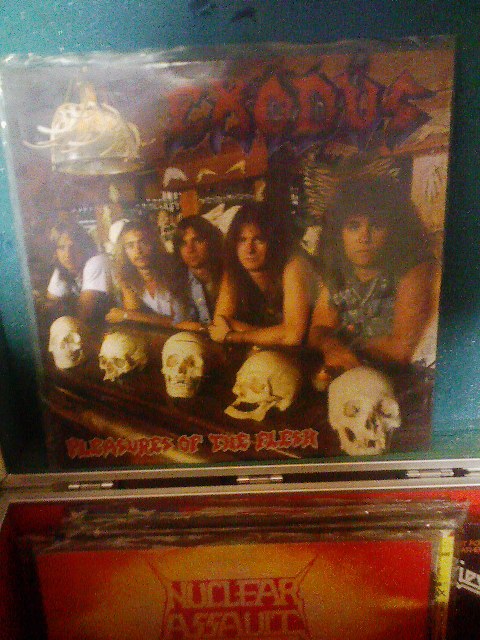 EXODUS
PLEASURES OF THE FLESH
NUCLEAR
ASSAULT